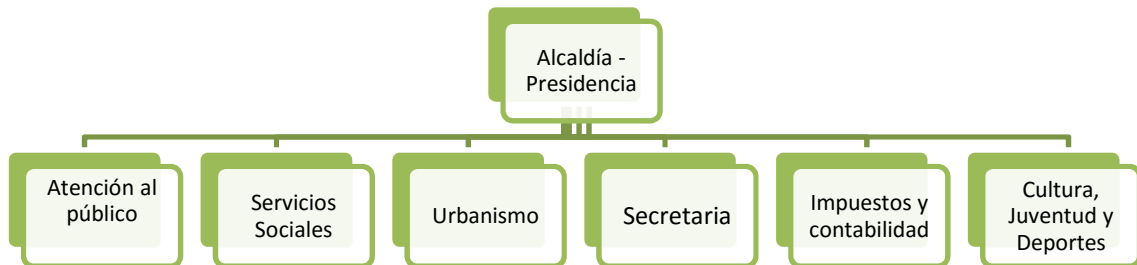 Alcaldía -
Presidencia
Atención al
público
Servicios
Sociales
Urbanismo
Secretaria
Impuestos y
contabilidad
Cultura,
Juventud y
Deportes